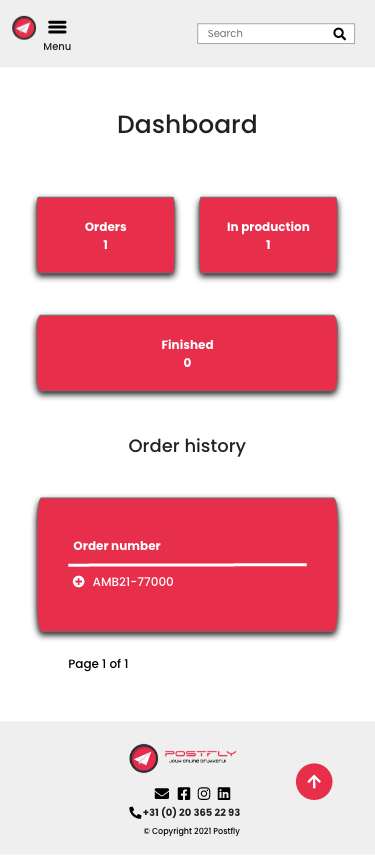 Menu
Search
Dashboard
Orders
1
In production
1
Finished
0
Order history
Order number
AMB21-77000
Page 1 of 1
POSTFLY
JOUW ONLINE DRUKKERIJ!
+31 (0) 20 365 22 93
© Copyright 2021 Postfly